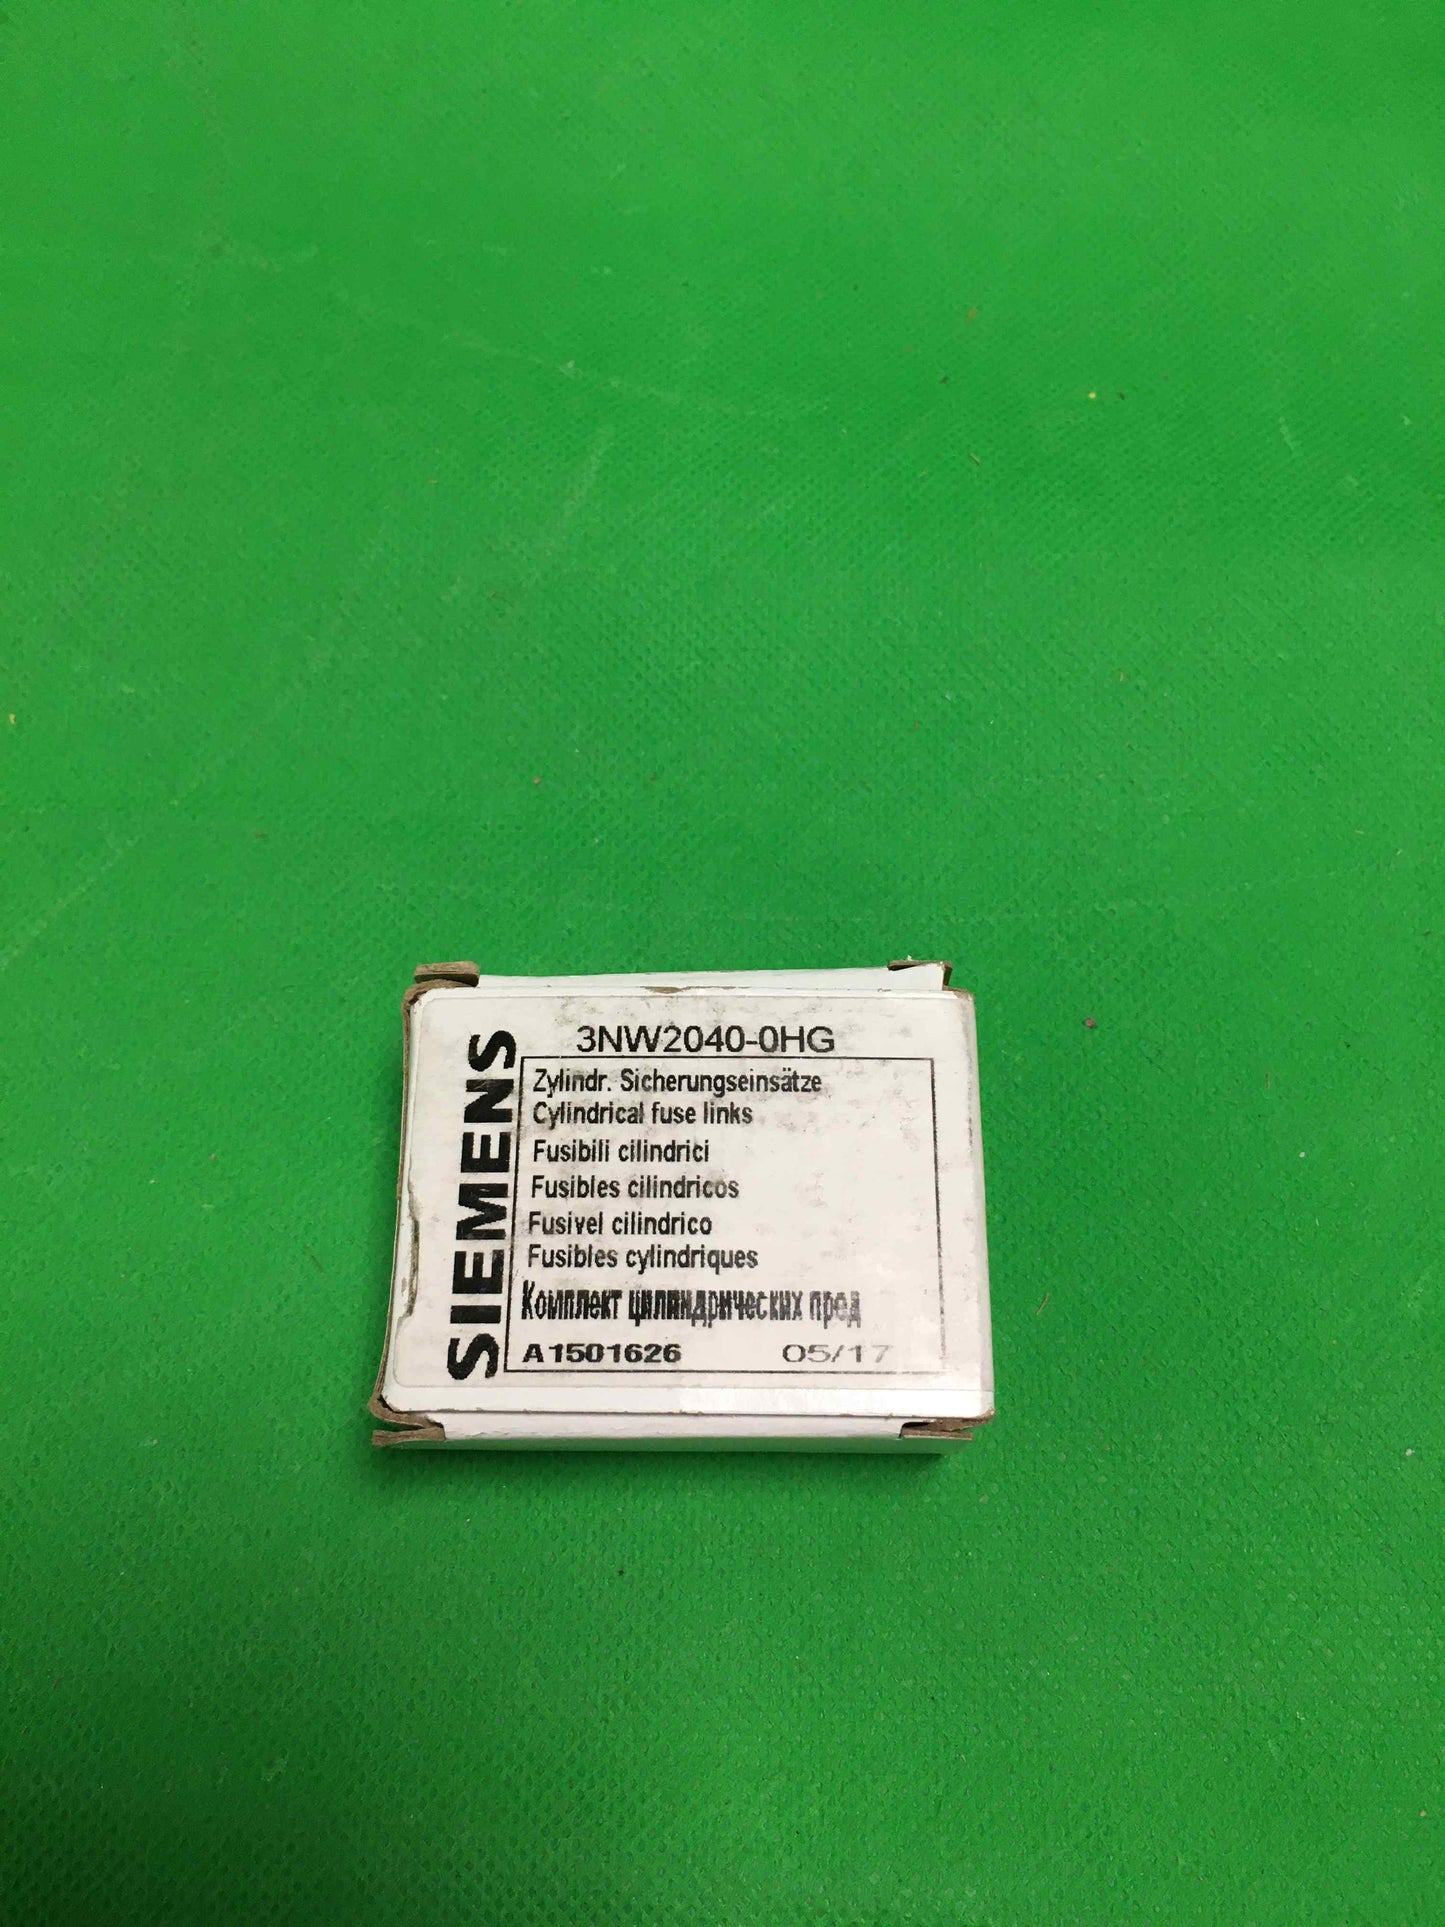 SIEMENS
3NW2040-0HG
Zylindr. Sicherungseinsätze
Cylindrical fuse links
Fusibili cilindrici
Fusibles cilindricos
Fusivel cilindrico
Fusibles cylindriques
Комплект цилиндрических пред
A1501626 05/17